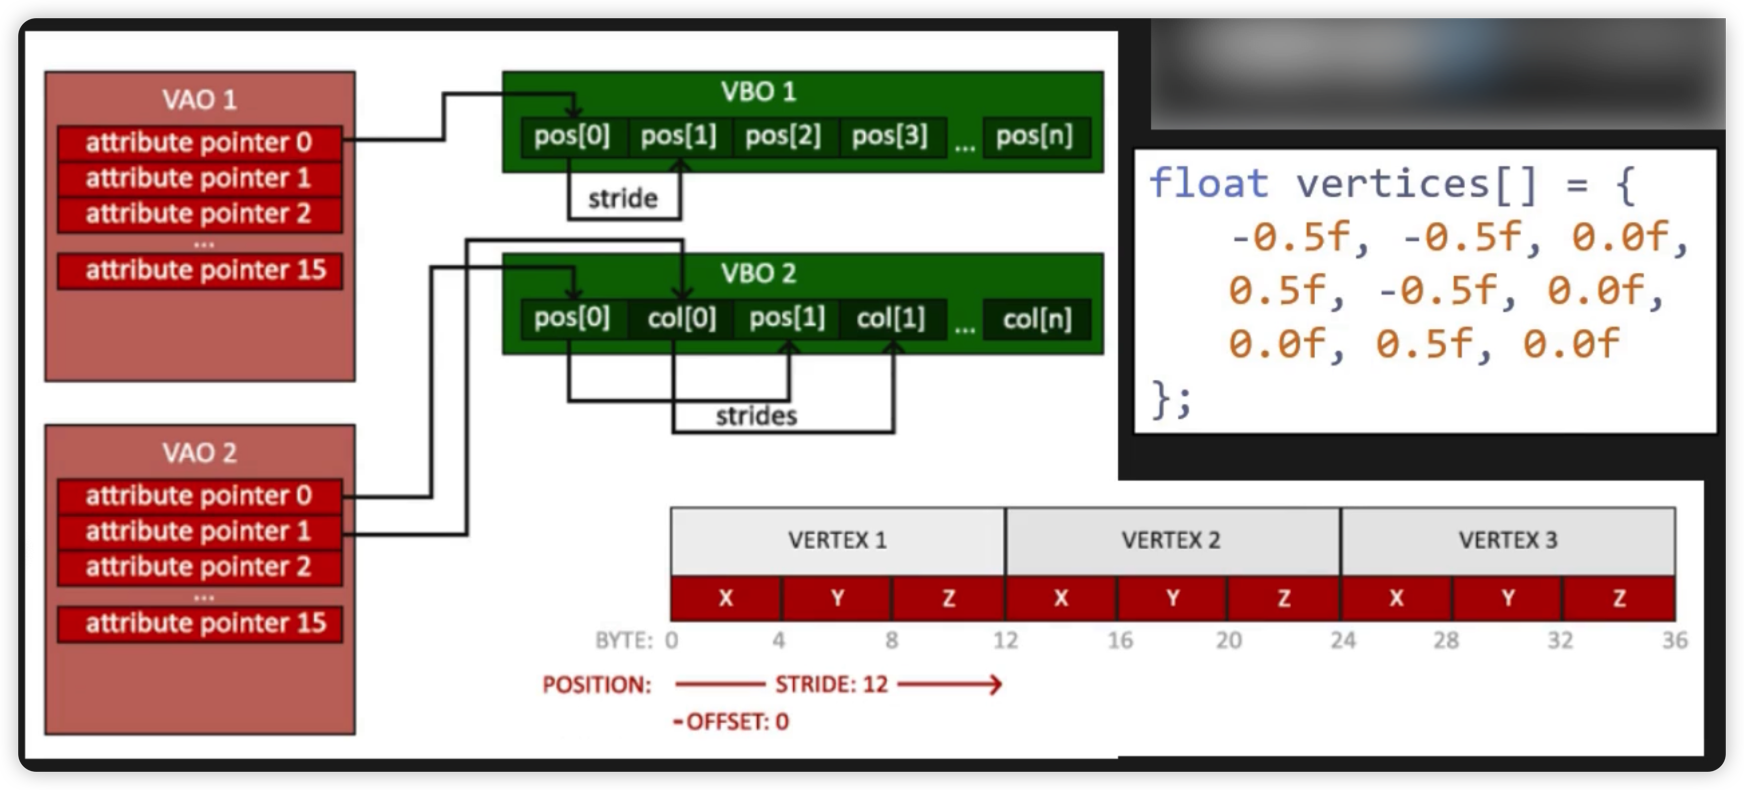 VAO 1
attribute pointer 0
attribute pointer 1
attribute pointer 2
...
attribute pointer 15
VBO 1
pos[0] pos[1] pos[2] pos[3] ... pos[n]
stride
VBO 2
pos[0] col[0] pos[1] col[1] ... col[n]
strides
VAO 2
attribute pointer 0
attribute pointer 1
attribute pointer 2
...
attribute pointer 15
float vertices[] = {
-0.5f, -0.5f, 0.0f,
0.5f, -0.5f, 0.0f,
0.0f, 0.5f, 0.0f
};
VERTEX 1 VERTEX 2 VERTEX 3
X Y Z X Y Z X Y Z
BYTE: 0 4 8 12 16 20 24 28 32 36
POSITION: STRIDE: 12
-OFFSET: 0